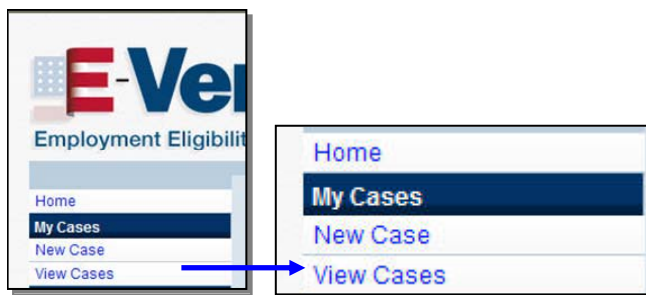 E-Ver
Employment Eligibilit
Home
My Cases
New Case
View Cases
Home
My Cases
New Case
View Cases